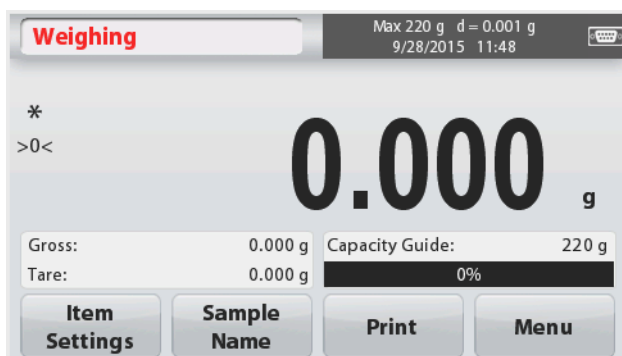 Weighing
Max 220 g d = 0.001 g
9/28/2015 11:48
*
>0<
0.000 g
Gross: 0.000 g
Tare: 0.000 g
Capacity Guide: 220 g
0%
Item
Settings
Sample
Name
Print
Menu